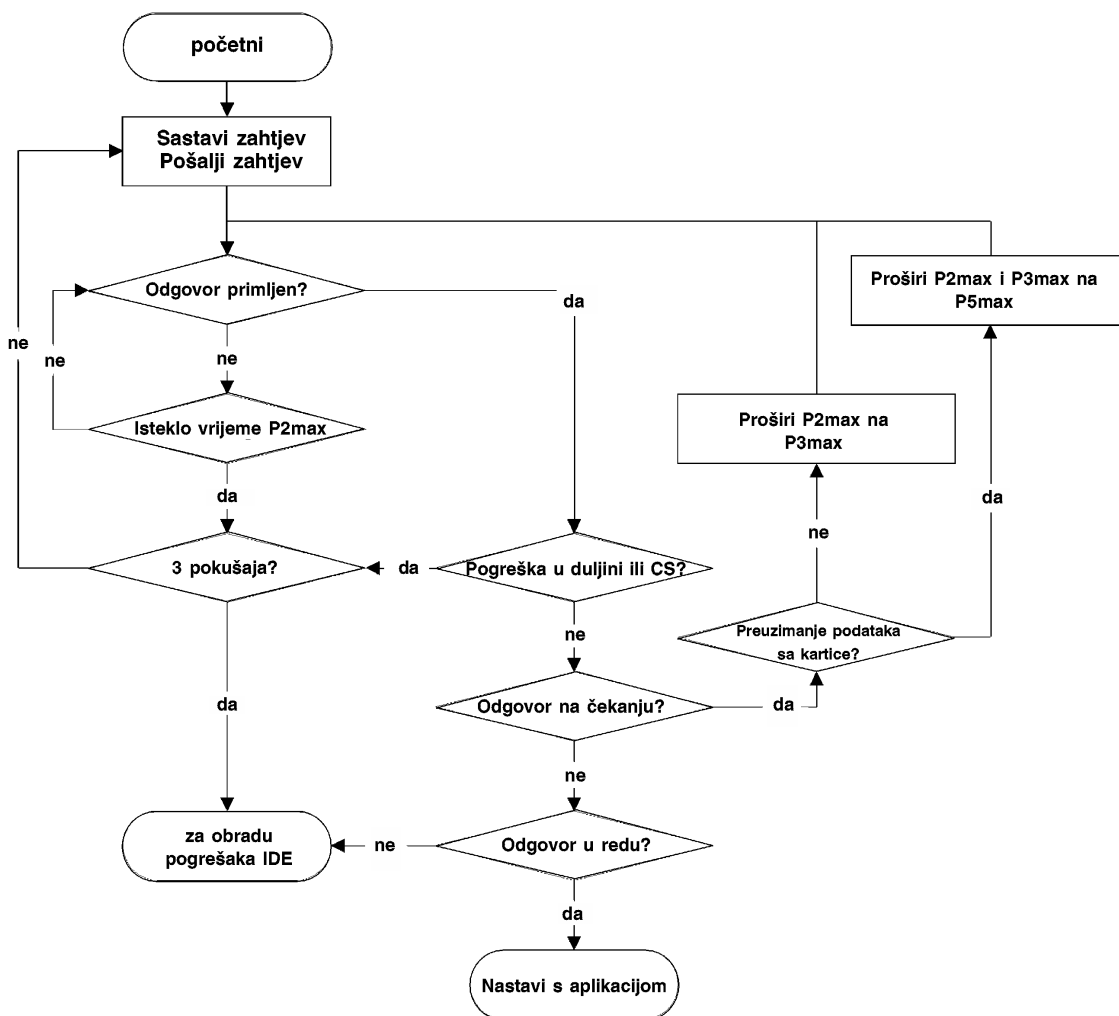 početni
Sastavi zahtjev
Pošalji zahtjev
Odgovor primljen?
da
Proširi P2max i P3max na
P5max
ne
ne
ne
Isteklo vrijeme P2max
Proširi P2max na
P3max
da
da
ne
3 pokušaja?
da
Pogreška u duljini ili CS?
ne
Preuzimanje podataka
sa kartice?
da
Odgovor na čekanju?
da
ne
za obradu
pogrešaka IDE
ne
Odgovor u redu?
da
Nastavi s aplikacijom